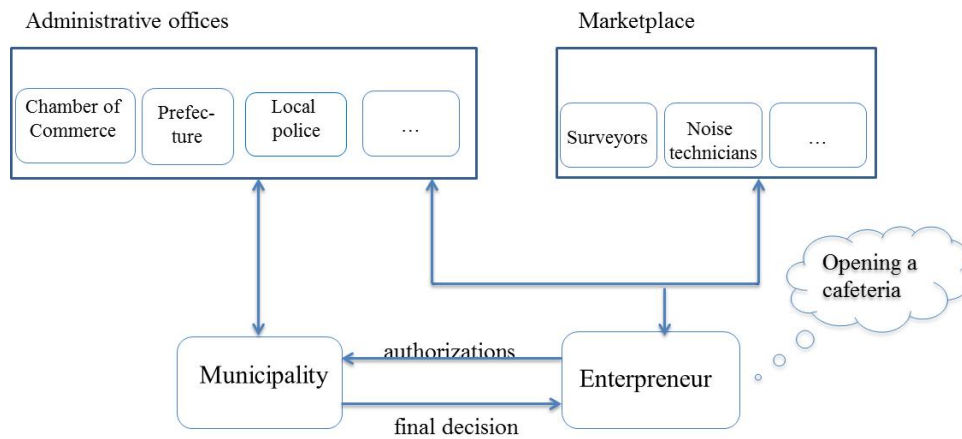 Administrative offices
Marketplace
Chamber of
Commerce
Prefec-
ture
Local
police
...
Surveyors
Noise
technicians
...
Opening a
cafeteria
Municipality
authorizations
Enterpreneur
final decision